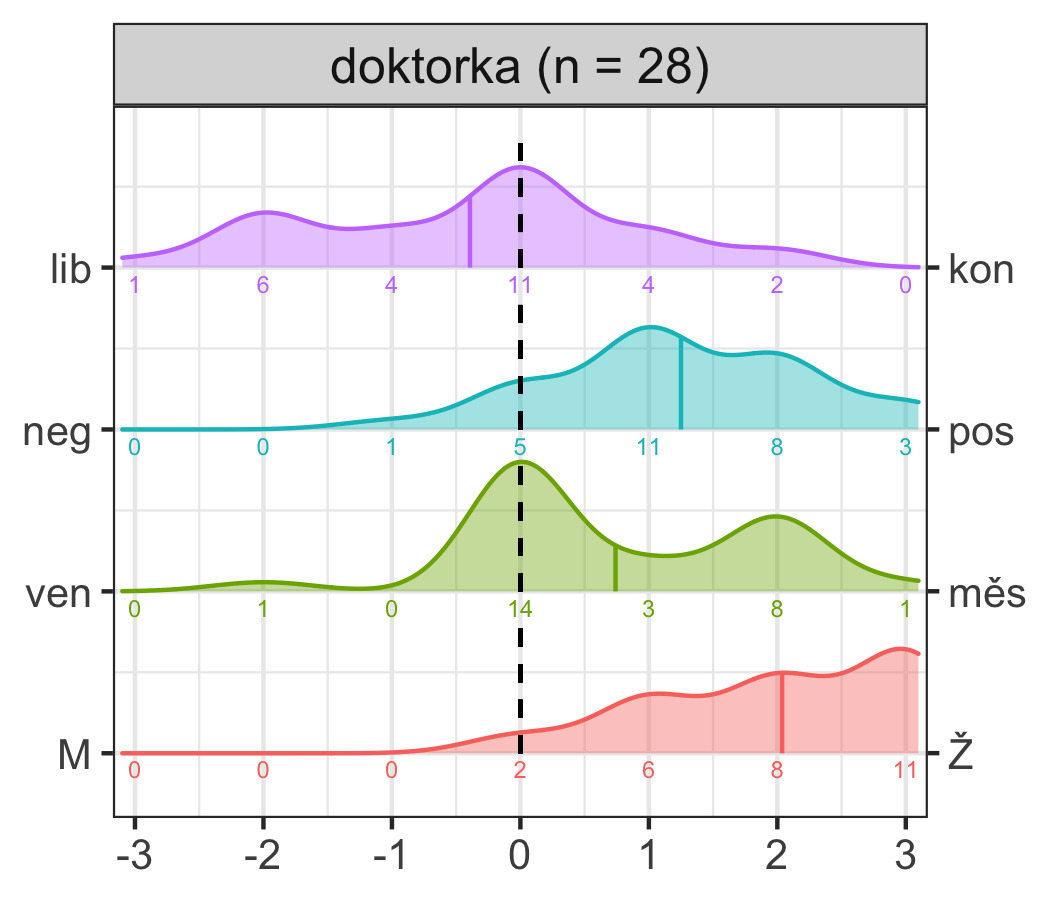 doktorka (n = 28)
lib kon
1 6 4 11 4 2 0
neg pos
0 0 1 5 11 8 3
ven měs
0 1 0 14 3 8 1
M Ž
0 0 0 2 6 8 11
-3 -2 -1 0 1 2 3